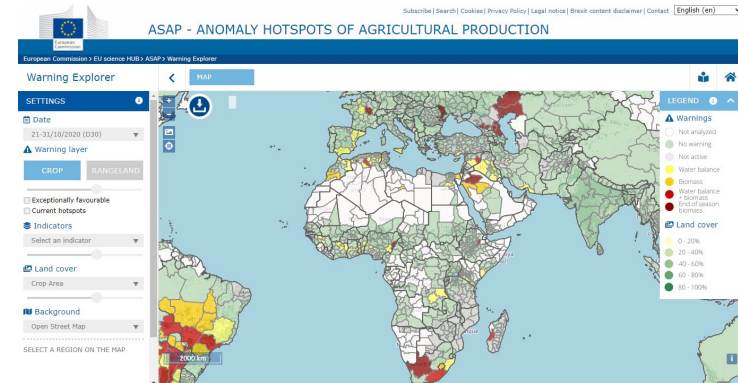 Subscribe | Search | Cookies | Privacy Policy | Legal notice | Brexit content disclaimer | Contact English (en)
European
Commission
ASAP - ANOMALY HOTSPOTS OF AGRICULTURAL PRODUCTION
European Commission > EU science HUB > ASAP > Warning Explorer
Warning Explorer
MAP
SETTINGS
Date
21-31/10/2020 (D30)
Warning layer
CROP
RANGELAND
Exceptionally favourable
Current hotspots
Indicators
Select an indicator
Land cover
Crop Area
Background
Open Street Map
SELECT A REGION ON THE MAP
2000 km
LEGEND
Warnings
Not analyzed
No warning
Not active
Water balance
Biomass
Water balance
+ biomass
End of season
biomass
Land cover
0 - 20%
20 - 40%
40 - 60%
60 - 80%
80 - 100%